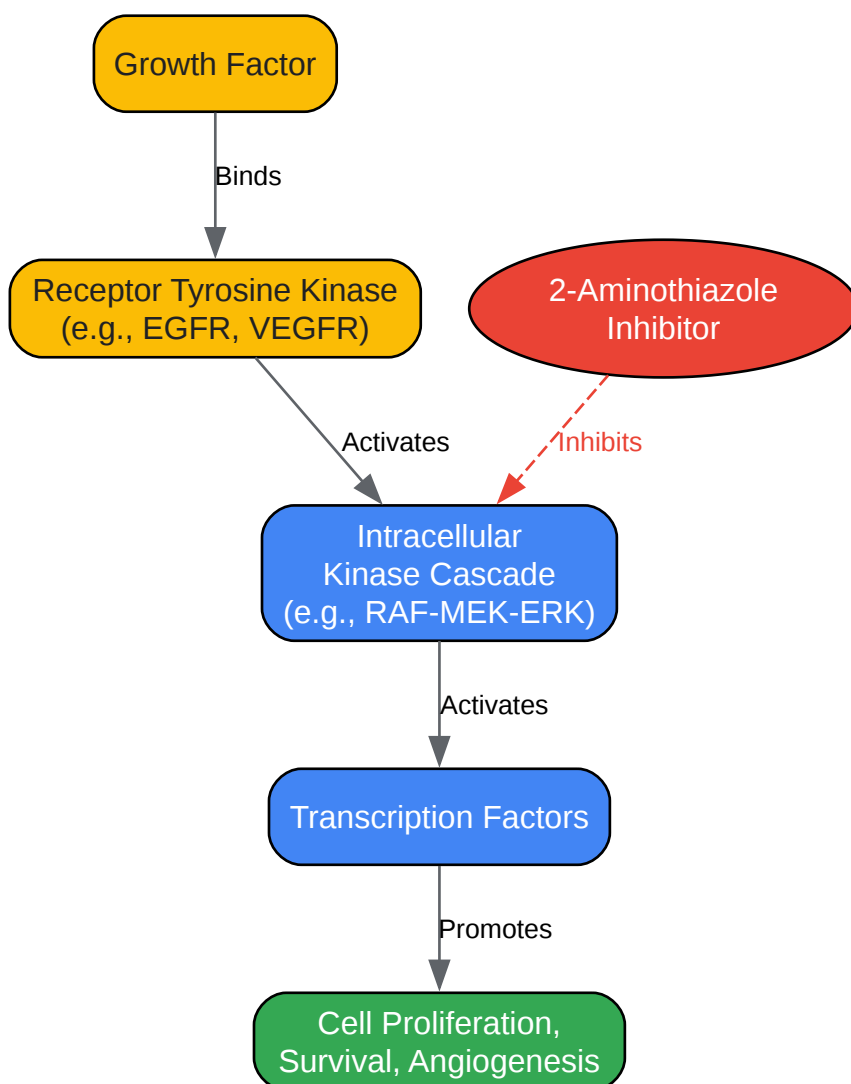 Growth Factor
Binds
Receptor Tyrosine Kinase
(e.g., EGFR, VEGFR)
2-Aminothiazole
Inhibitor
Activates
Inhibits
Intracellular
Kinase Cascade
(e.g., RAF-MEK-ERK)
Activates
Transcription Factors
Promotes
Cell Proliferation,
Survival, Angiogenesis